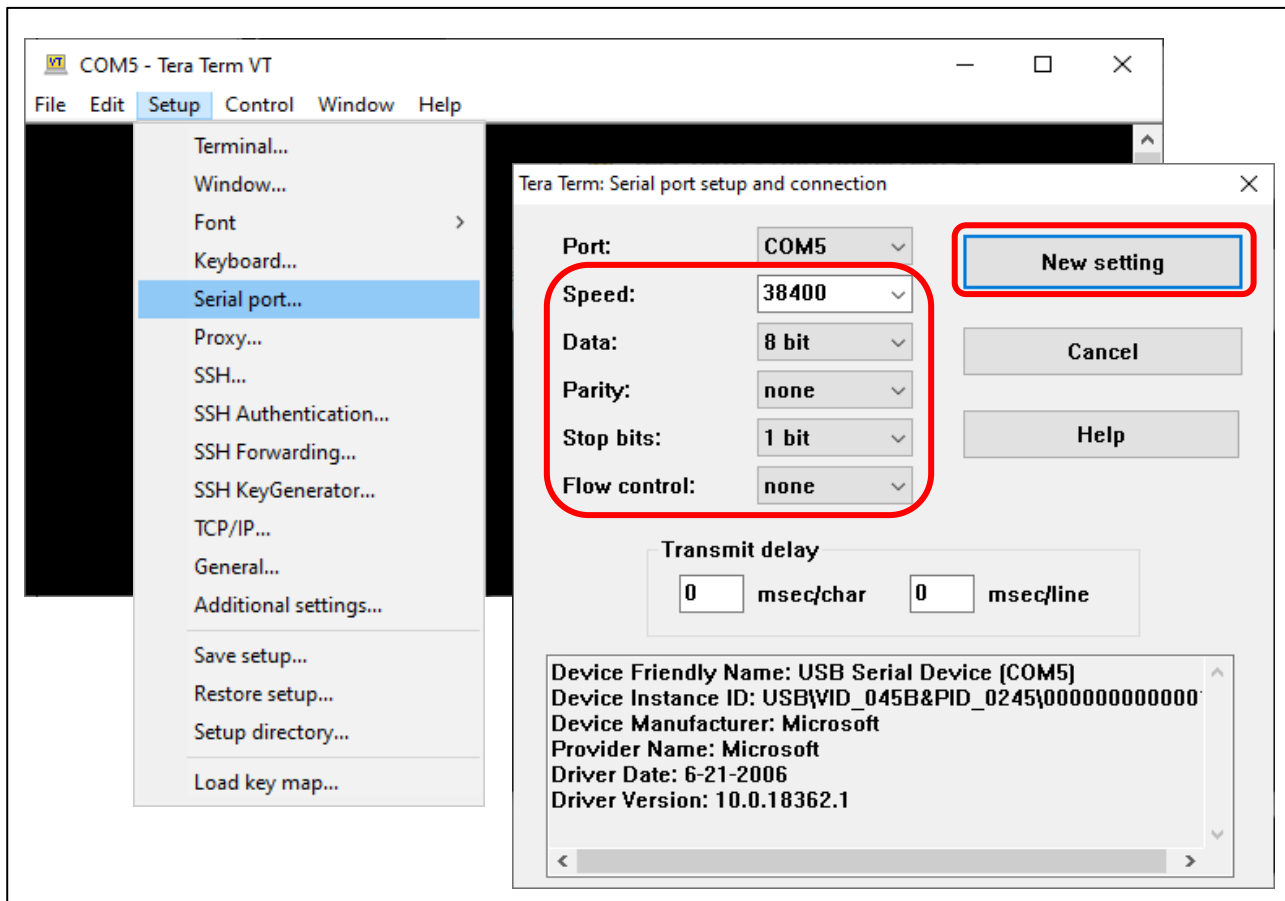 COM5 - Tera Term VT
File Edit Setup Control Window Help
Terminal...
Window...
Font
Keyboard...
Serial port...
Proxy...
SSH...
SSH Authentication...
SSH Forwarding...
SSH KeyGenerator...
TCP/IP...
General...
Additional settings...
Save setup...
Restore setup...
Setup directory...
Load key map...
Tera Term: Serial port setup and connection
Port: COM5
New setting
Speed: 38400
Data: 8 bit
Cancel
Parity: none
Stop bits: 1 bit
Help
Flow control: none
Transmit delay
0 msec/char 0 msec/line
Device Friendly Name: USB Serial Device (COM5)
Device Instance ID: USB\VID_045B&PID_0245\000000000000
Device Manufacturer: Microsoft
Provider Name: Microsoft
Driver Date: 6-21-2006
Driver Version: 10.0.18362.1